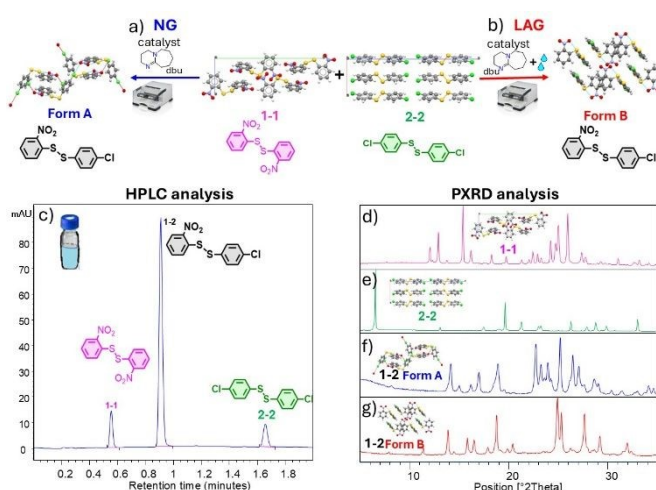 a) NG
catalyst
N
N
dbu
Form A
NO₂
S
S
Cl
1-1
NO₂
S
S
NO₂
+
2-2
Cl
S
S
Cl
b) LAG
catalyst
dbu
+
Form B
NO₂
S
S
Cl
HPLC analysis
c)
mAU
80
70
60
50
40
30
20
10
0
1-2
NO₂
S
S
Cl
NO₂
S
S
NO₂
1-1
Cl
S
S
Cl
2-2
0.2 0.4 0.6 0.8 1.0 1.2 1.4 1.6 1.8
Retention time (minutes)
PXRD analysis
d)
1-1
e)
2-2
f)
1-2 Form A
g)
1-2 Form B
10 20 30
Position [°2Theta]